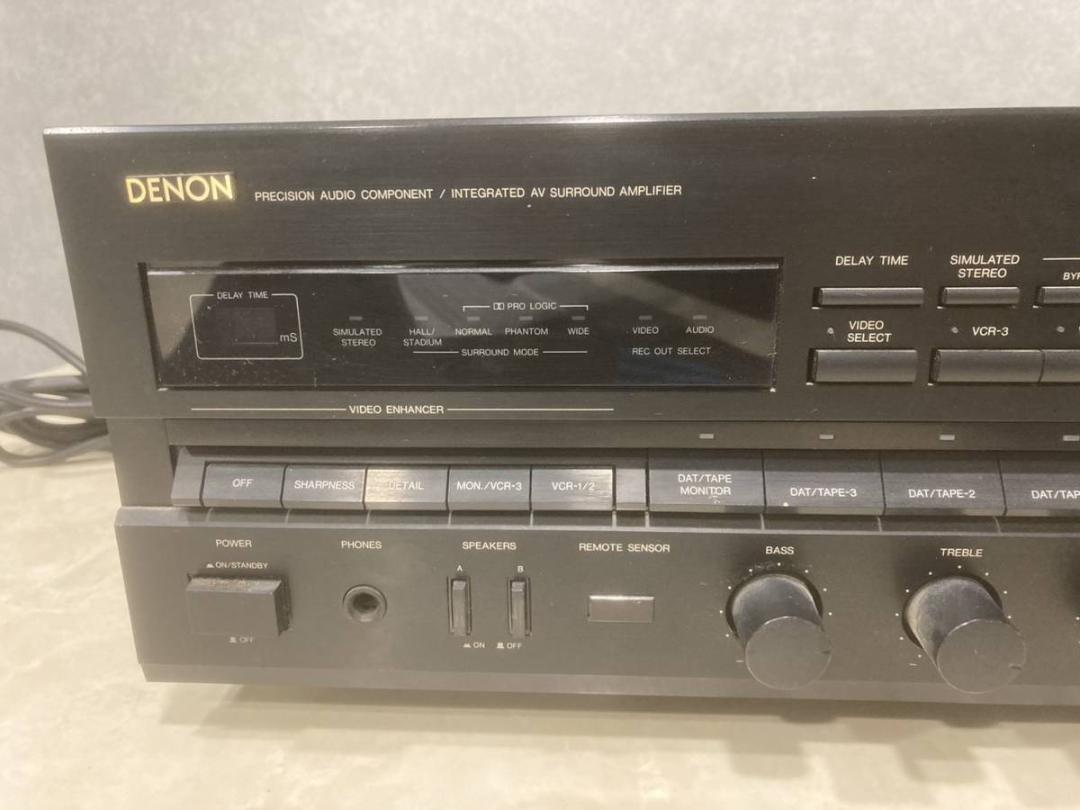 DENON PRECISION AUDIO COMPONENT / INTEGRATED AV SURROUND AMPLIFIER
DELAY TIME
mS
SIMULATED
STEREO
HALL/
STADIUM
DD PRO LOGIC
NORMAL PHANTOM WIDE
SURROUND MODE
VIDEO AUDIO
REC OUT SELECT
DELAY TIME
SIMULATED
STEREO
VIDEO
SELECT
VCR-3
VIDEO ENHANCER
OFF SHARPNESS DETAIL MON./VCR-3 VCR-1/2
DAT/TAPE
MONITOR
DAT/TAPE-3
DAT/TAPE-2
POWER
ON/STANDBY
OFF
PHONES
SPEAKERS
A B
ON OFF
REMOTE SENSOR
BASS
TREBLE